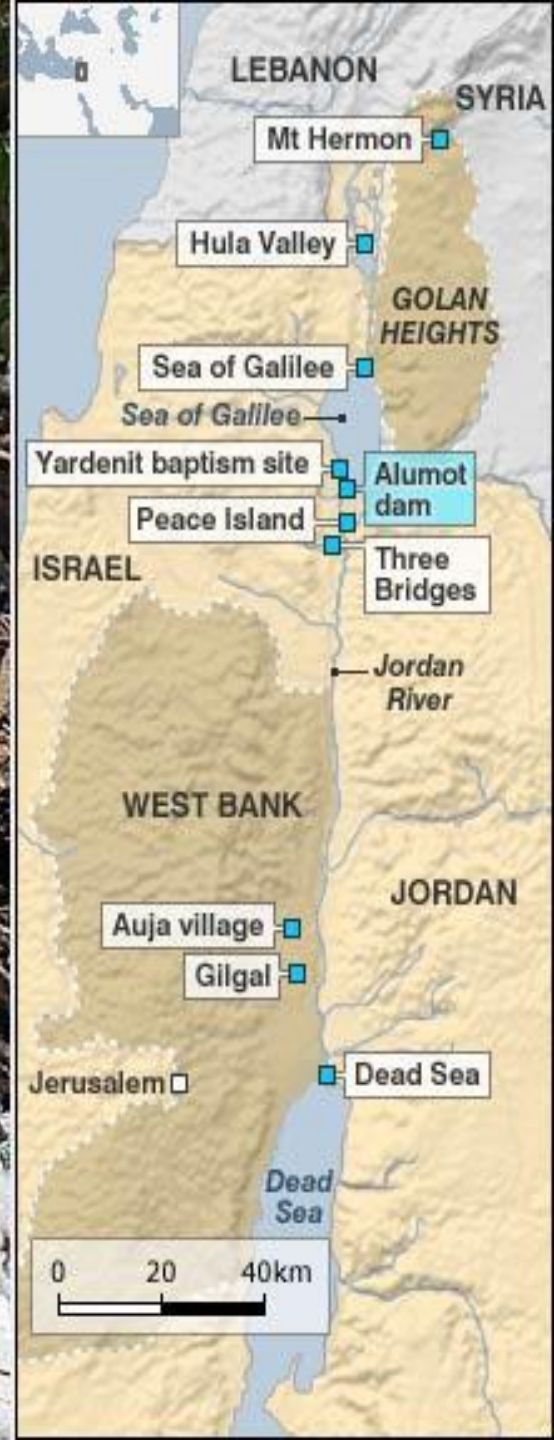 LEBANON
SYRIA
Mt Hermon
Hula Valley
GOLAN
HEIGHTS
Sea of Galilee
Sea of Galilee
Yardenit baptism site
Alumot
dam
Peace Island
Three
Bridges
ISRAEL
Jordan
River
WEST BANK
JORDAN
Auja village
Gilgal
Jerusalem
Dead Sea
Dead
Sea
0 20 40km